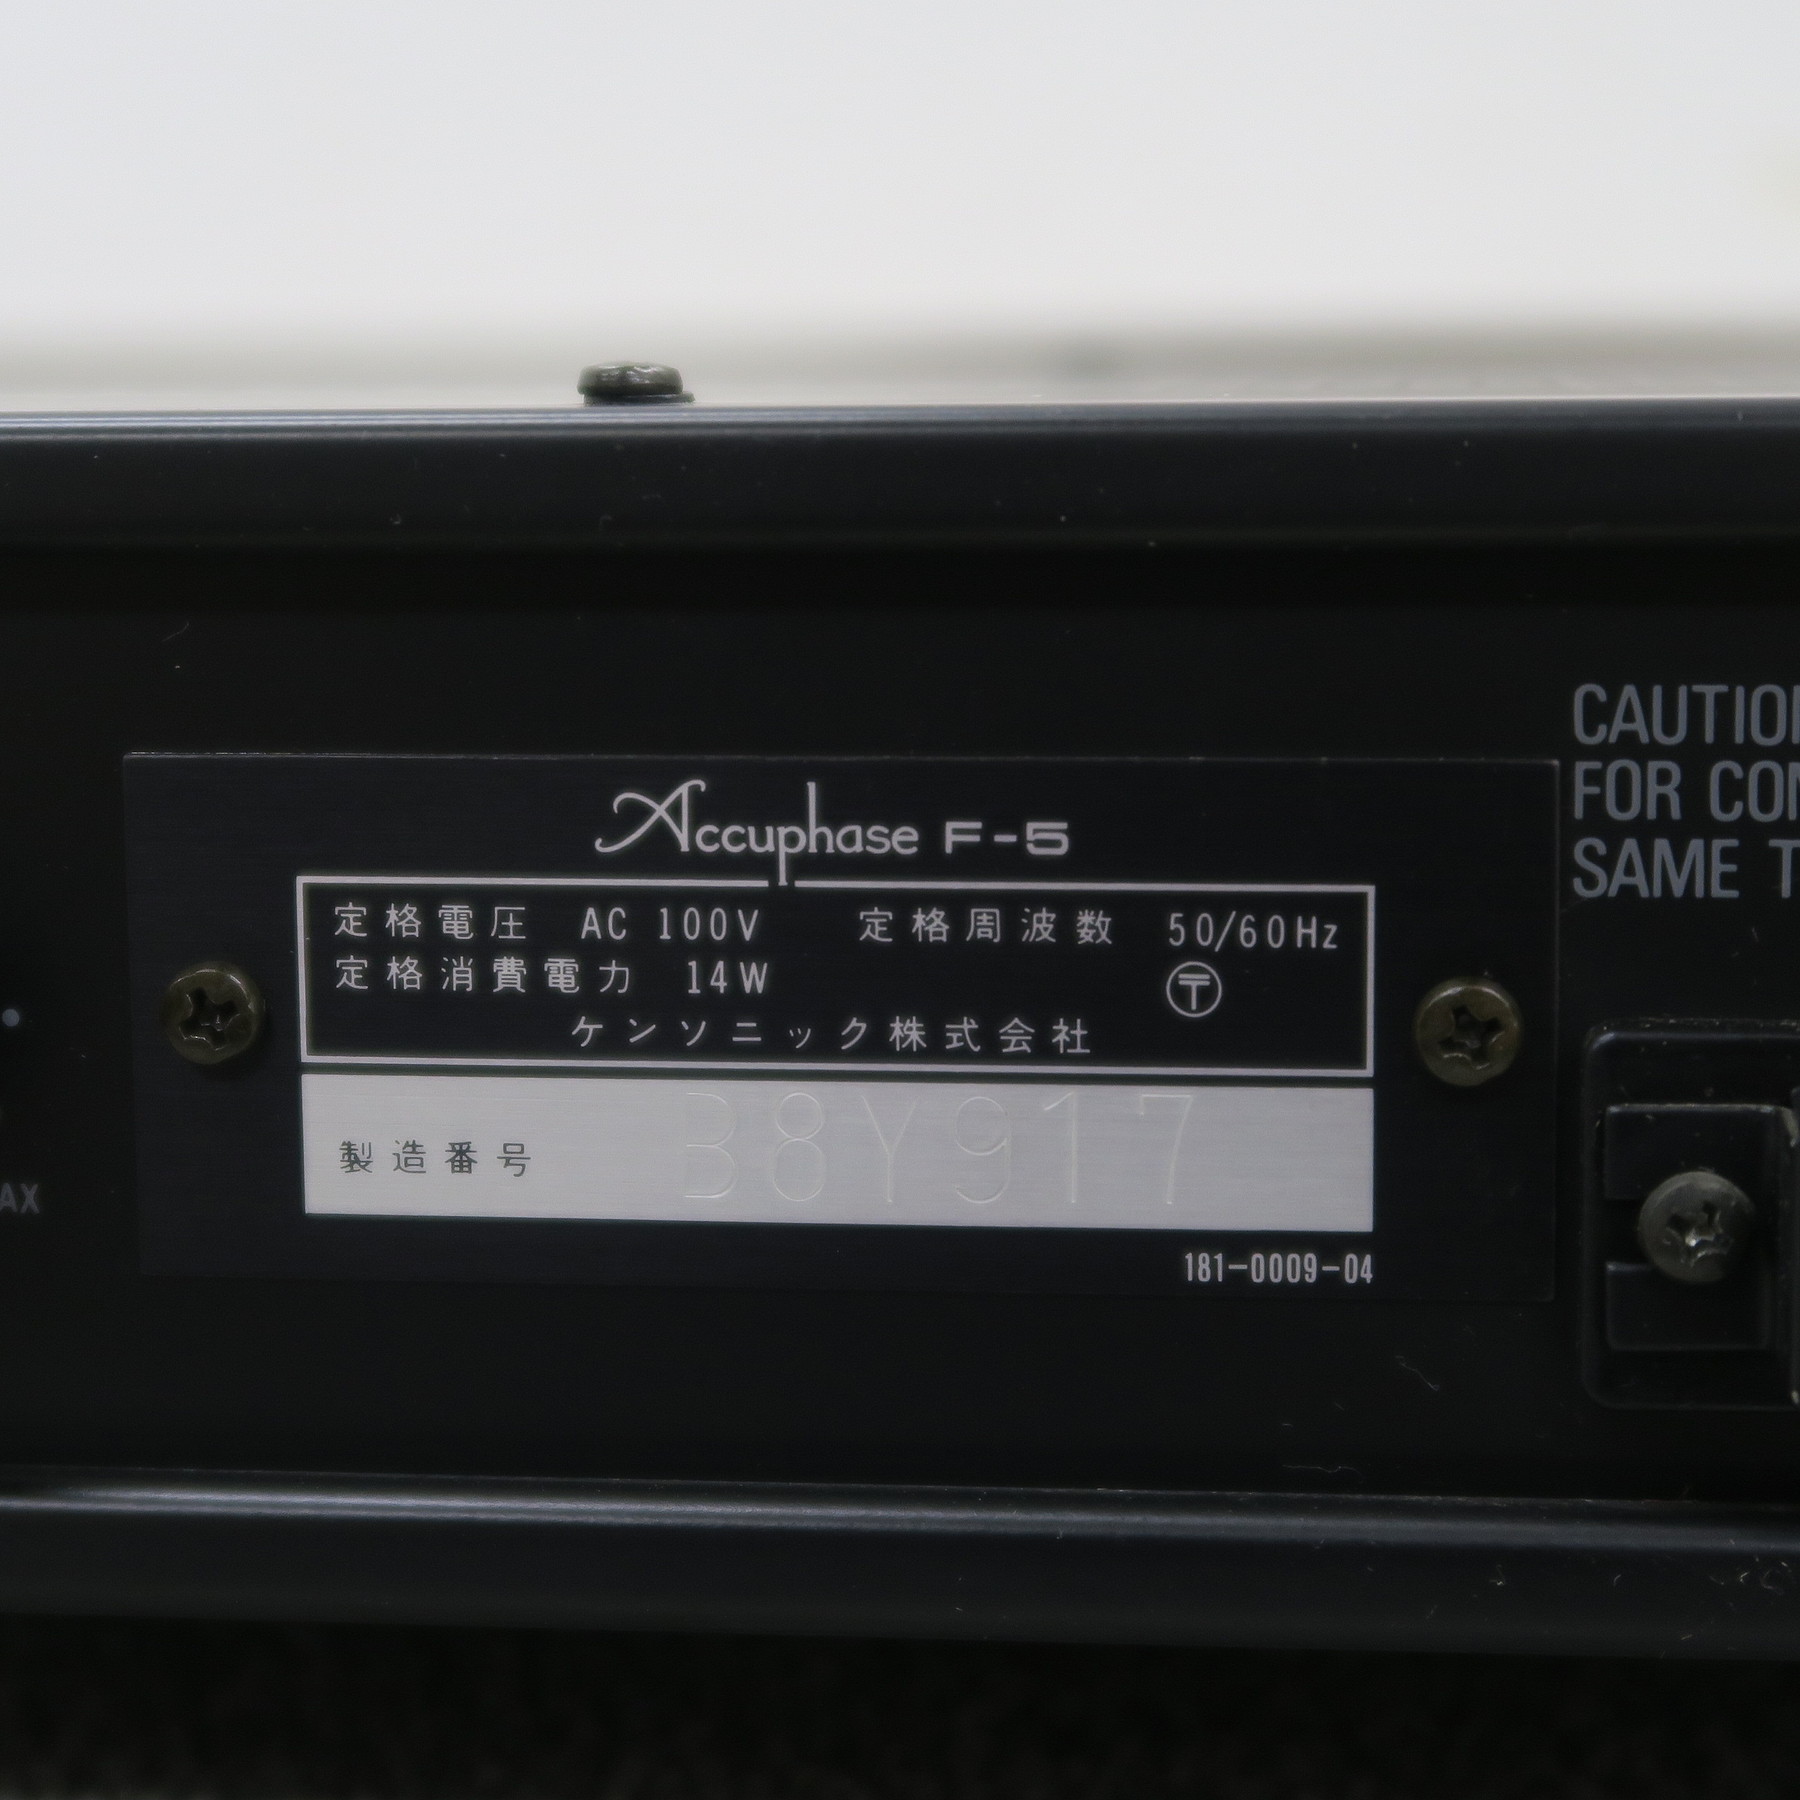 Accuphase F-5
定格電圧 AC 100V 定格周波数 50/60Hz
定格消費電力 14W 〒
ケンソニック株式会社
製造番号 B8Y917
181-0009-04
CAUTION
FOR CON
SAME T
AX